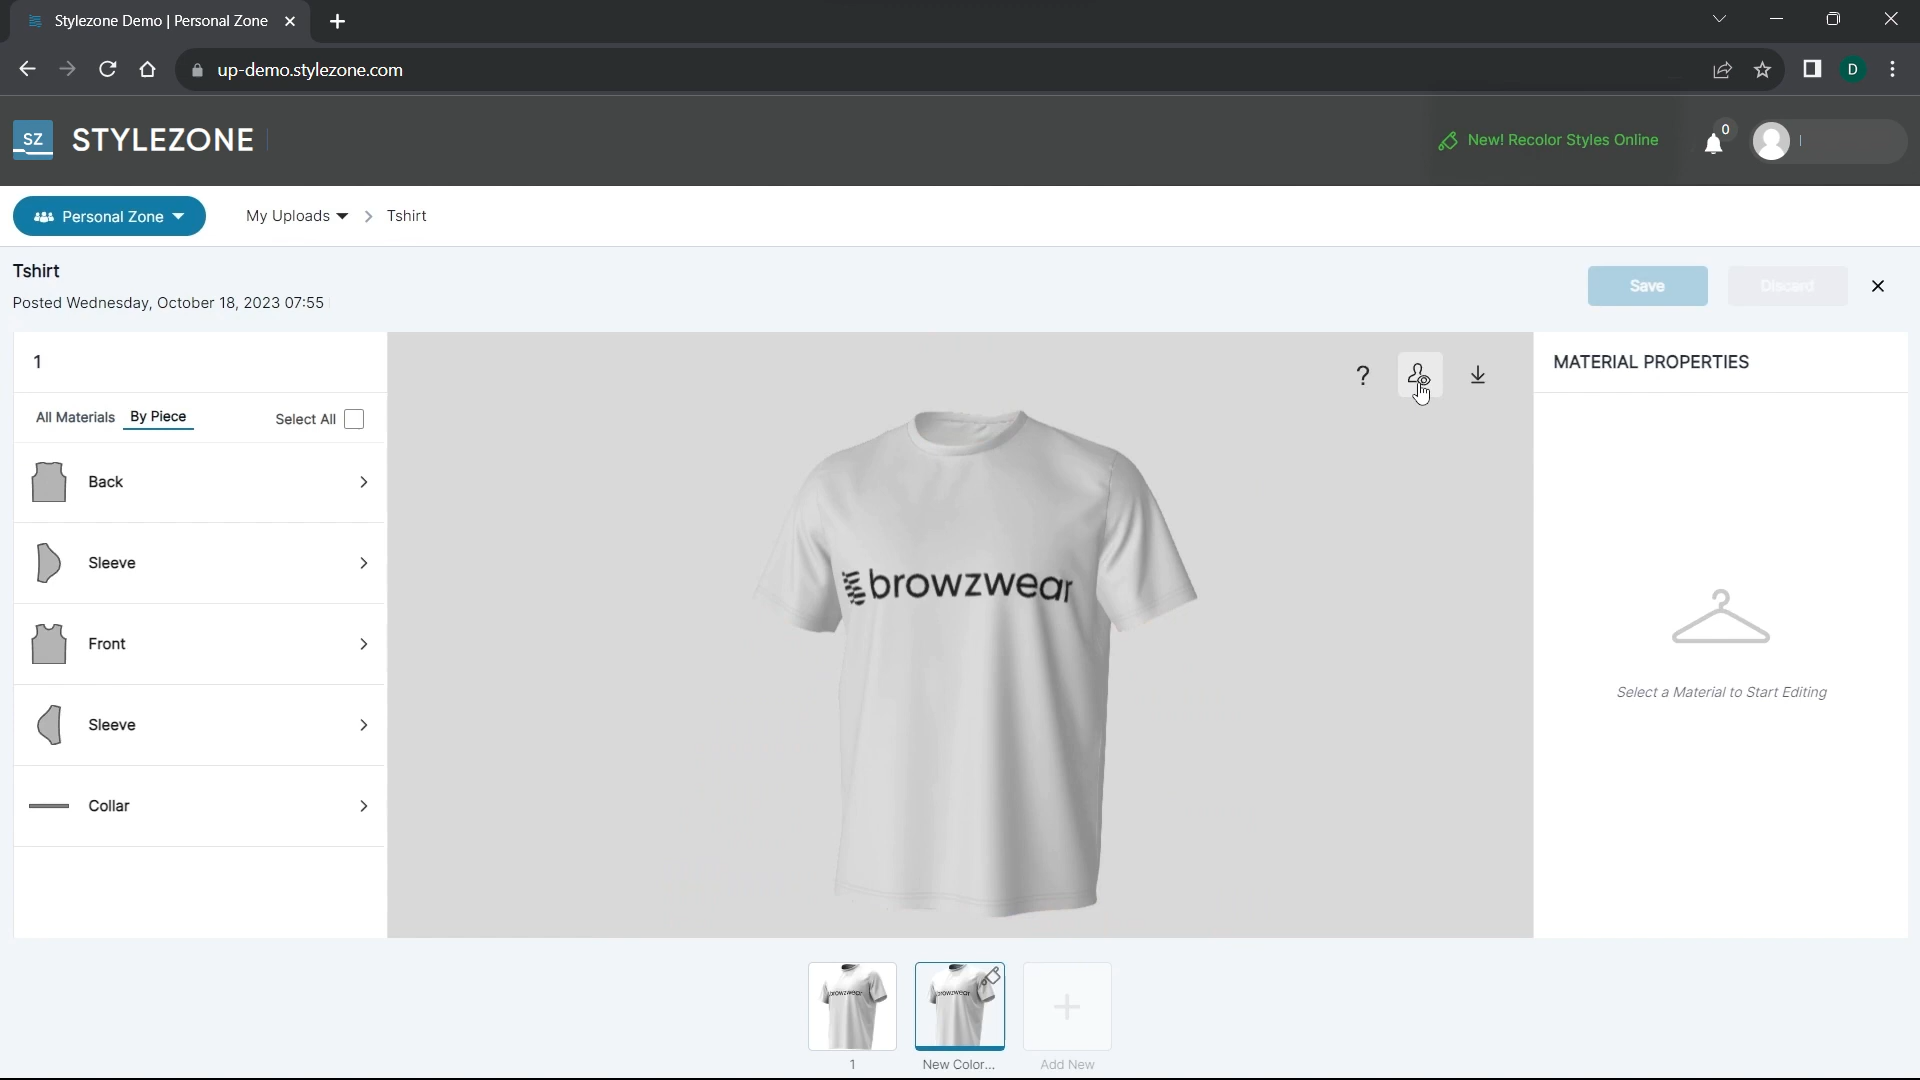 Stylezone Demo | Personal Zone
up-demo.stylezone.com
D
SZ STYLEZONE
New! Recolor Styles Online
0
Personal Zone
My Uploads > Tshirt
Tshirt
Posted Wednesday, October 18, 2023 07:55
Save
Discard
1
All Materials By Piece Select All
Back
Sleeve
Front
Sleeve
Collar
?
browzwear
MATERIAL PROPERTIES
Select a Material to Start Editing
browzwear
browzwear
1
New Color...
Add New